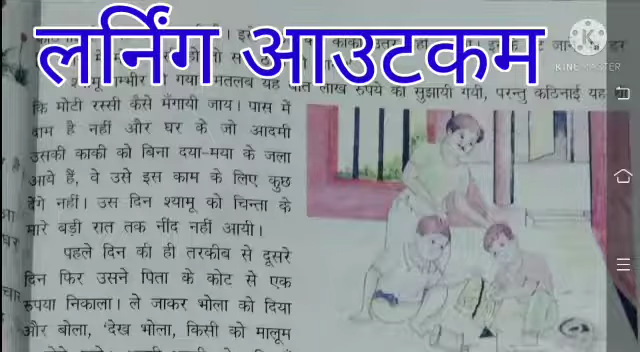 लर्निंग आउटकम
KINEMASTER
श्यामू गम्भीर हो गया। मतलब यह बात लाख रुपये की सुझायी गयी, परन्तु कठिनाई यह थी
कि मोटी रस्सी कैसे मँगायी जाय। पास में
दाम है नहीं और घर के जो आदमी
उसकी काकी को बिना दया-मया के जला
आये हैं, वे उसे इस काम के लिए कुछ
देंगे नहीं। उस दिन श्यामू को चिन्ता के
मारे बड़ी रात तक नींद नहीं आयी।
पहले दिन की ही तरकीब से दूसरे
दिन फिर उसने पिता के कोट से एक
रुपया निकाला। ले जाकर भोला को दिया
और बोला, 'देख भोला, किसी को मालूम